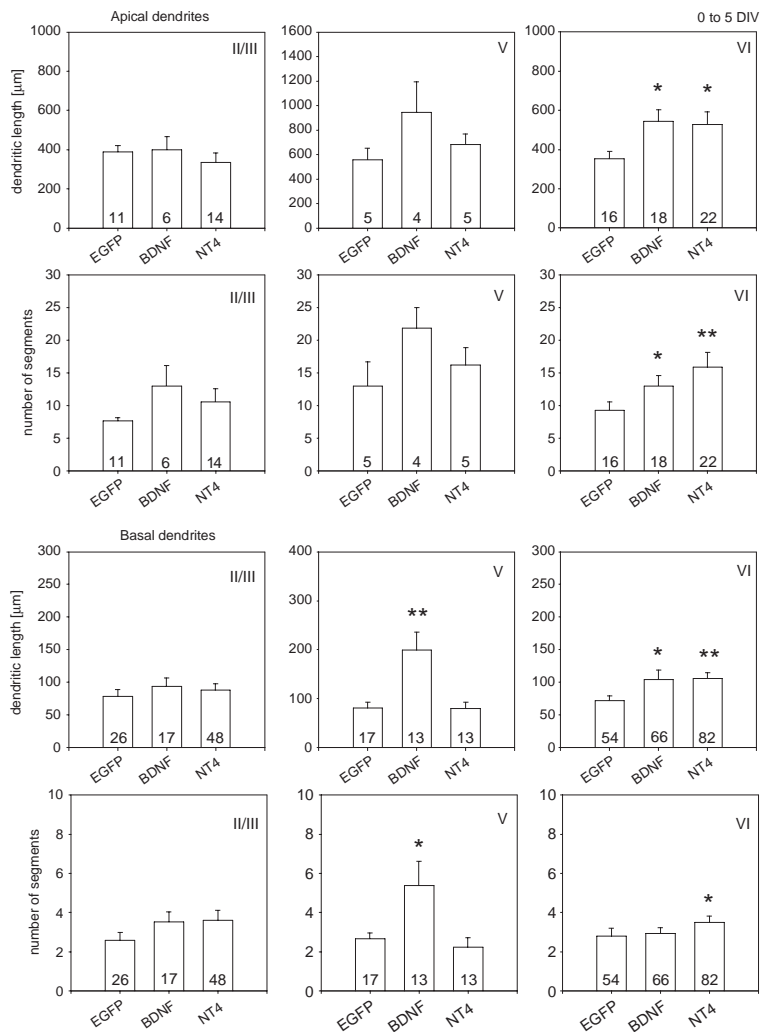 Apical dendrites
0 to 5 DIV
dendritic length [µm]
1000
800
600
400
200
0
II/III
11
6
14
EGFP
BDNF
NT4
1600
1400
1200
1000
800
600
400
200
0
V
5
4
5
EGFP
BDNF
NT4
1000
800
600
400
200
0
VI
*
*
16
18
22
EGFP
BDNF
NT4
number of segments
30
25
20
15
10
5
0
II/III
11
6
14
EGFP
BDNF
NT4
30
25
20
15
10
5
0
V
5
4
5
EGFP
BDNF
NT4
30
25
20
15
10
5
0
VI
*
**
16
18
22
EGFP
BDNF
NT4
Basal dendrites
dendritic length [µm]
300
250
200
150
100
50
0
II/III
26
17
48
EGFP
BDNF
NT4
400
300
200
100
0
V
**
17
13
13
EGFP
BDNF
NT4
300
250
200
150
100
50
0
VI
*
**
54
66
82
EGFP
BDNF
NT4
number of segments
10
8
6
4
2
0
II/III
26
17
48
EGFP
BDNF
NT4
10
8
6
4
2
0
V
*
17
13
13
EGFP
BDNF
NT4
10
8
6
4
2
0
VI
*
54
66
82
EGFP
BDNF
NT4